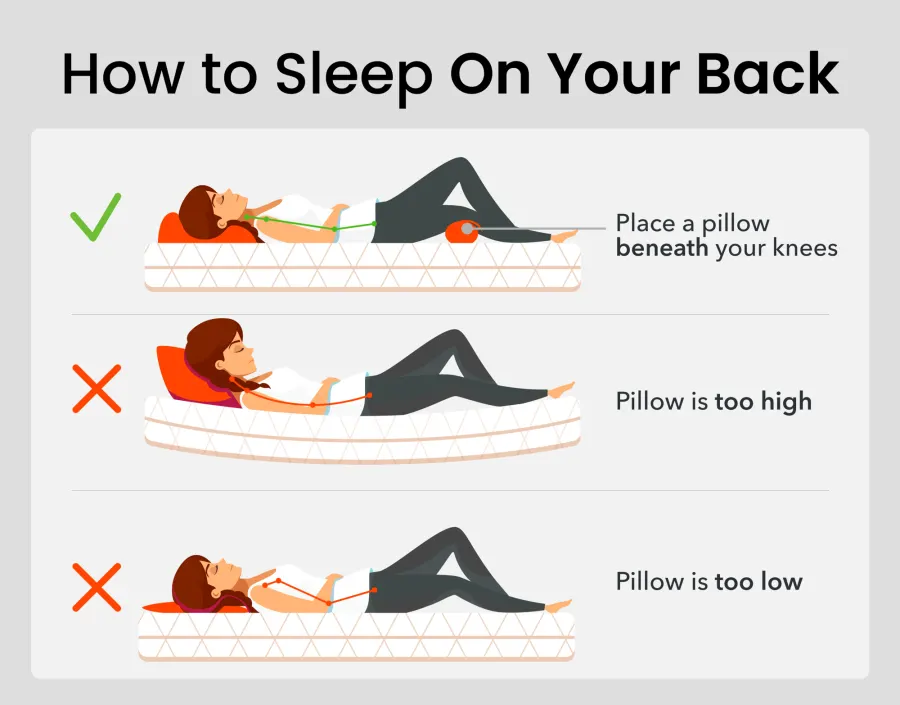 How to Sleep On Your Back
Place a pillow
beneath your knees
Pillow is too high
Pillow is too low